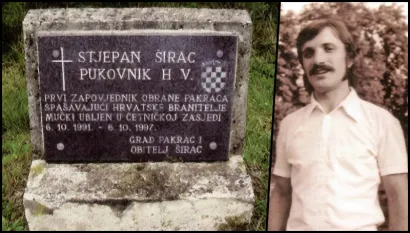 STJEPAN ŠIRAC
PUKOVNIK H V.
PRVI ZAPOVJEDNIK OBRANE PAKRACA
SPAŠAVAJUĆI HRVATSKE BRANITELJE
MUČKI UBIJEN U ČETNIČKOJ ZASJEDI
6. 10. 1991. – 6. 10. 1997.
GRAD PAKRAC I
OBITELJ ŠIRAC